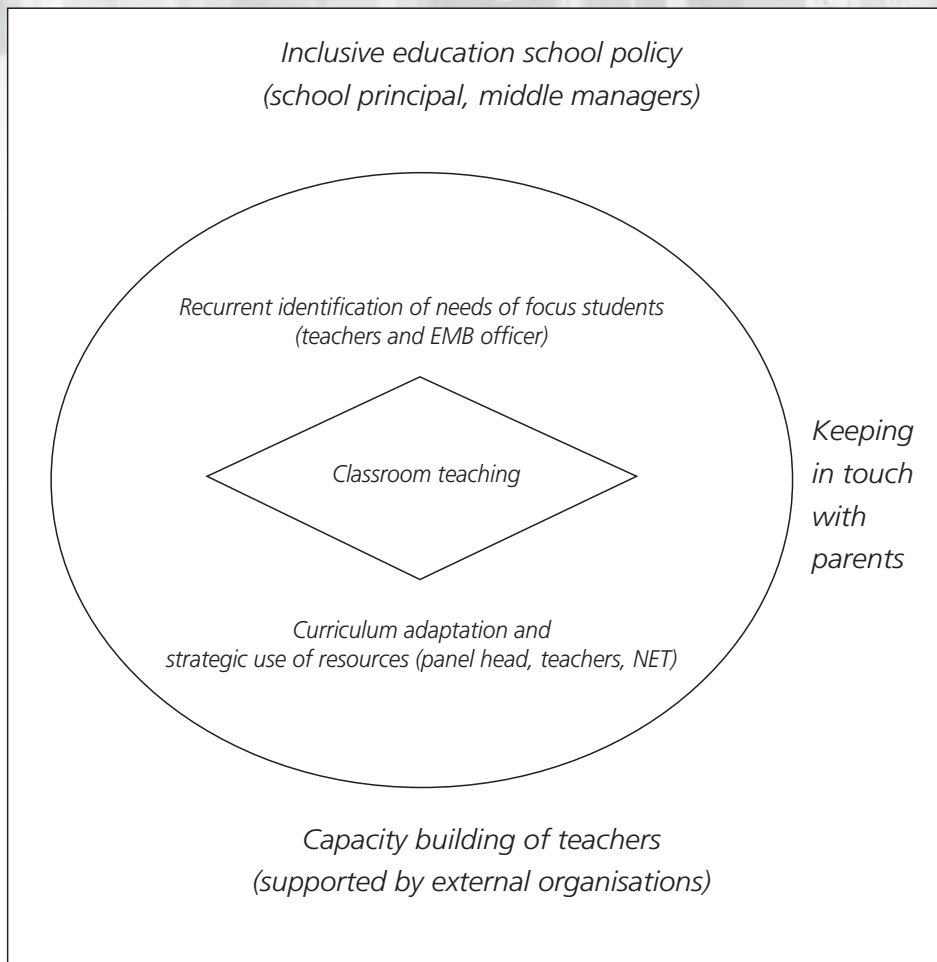 Inclusive education school policy
(school principal, middle managers)
Recurrent identification of needs of focus students
(teachers and EMB officer)
Classroom teaching
Keeping
in touch
with
parents
Curriculum adaptation and
strategic use of resources (panel head, teachers, NET)
Capacity building of teachers
(supported by external organisations)